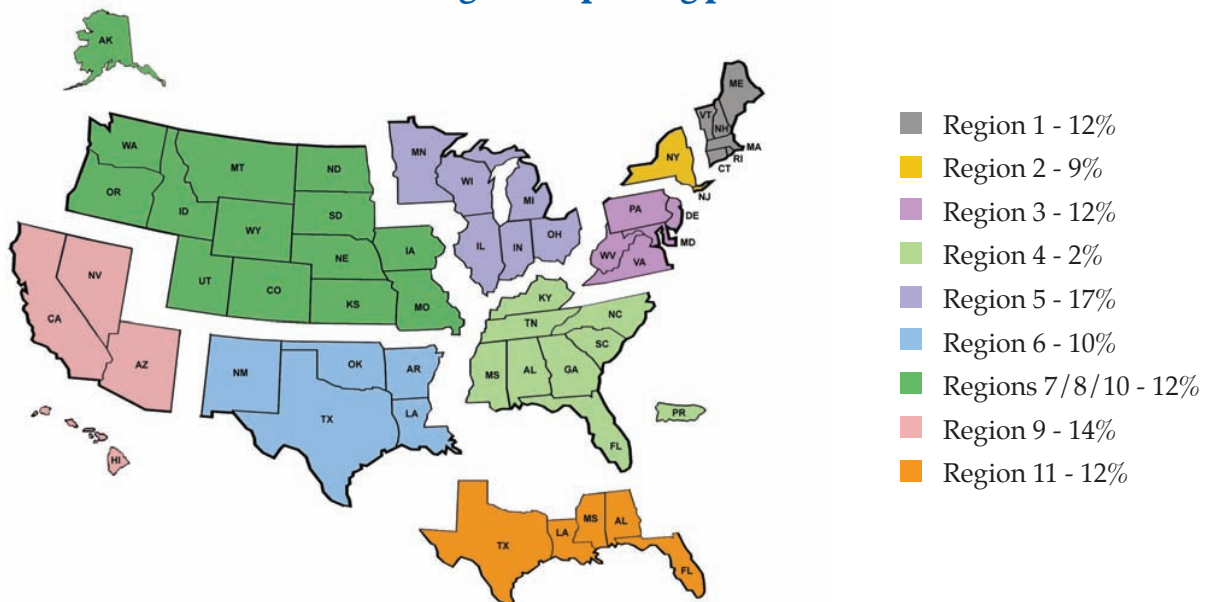 AK
ME
VT
NH
MA
RI
CT
NY
NJ
WA
MT
ND
MN
OR
ID
SD
WI
MI
WY
NE
IA
IL
IN
OH
PA
DE
MD
WV
VA
NV
UT
CO
KS
MO
CA
AZ
KY
NC
TN
SC
NM
OK
AR
MS
AL
GA
TX
LA
FL
PR
HI
TX
LA
MS
AL
FL
Region 1 - 12%
Region 2 - 9%
Region 3 - 12%
Region 4 - 2%
Region 5 - 17%
Region 6 - 10%
Regions 7/8/10 - 12%
Region 9 - 14%
Region 11 - 12%